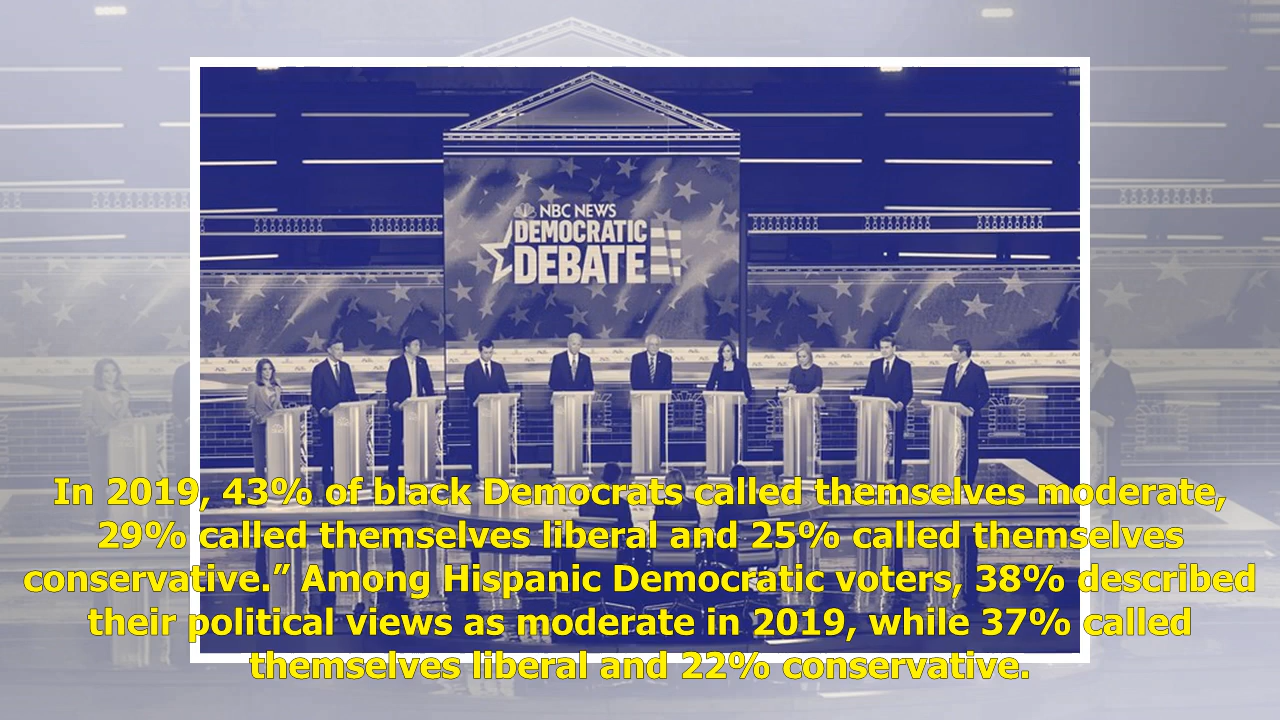 NBC NEWS
DEMOCRATIC
DEBATE
In 2019, 43% of black Democrats called themselves moderate,
29% called themselves liberal and 25% called themselves
conservative.” Among Hispanic Democratic voters, 38% described
their political views as moderate in 2019, while 37% called
themselves liberal and 22% conservative.